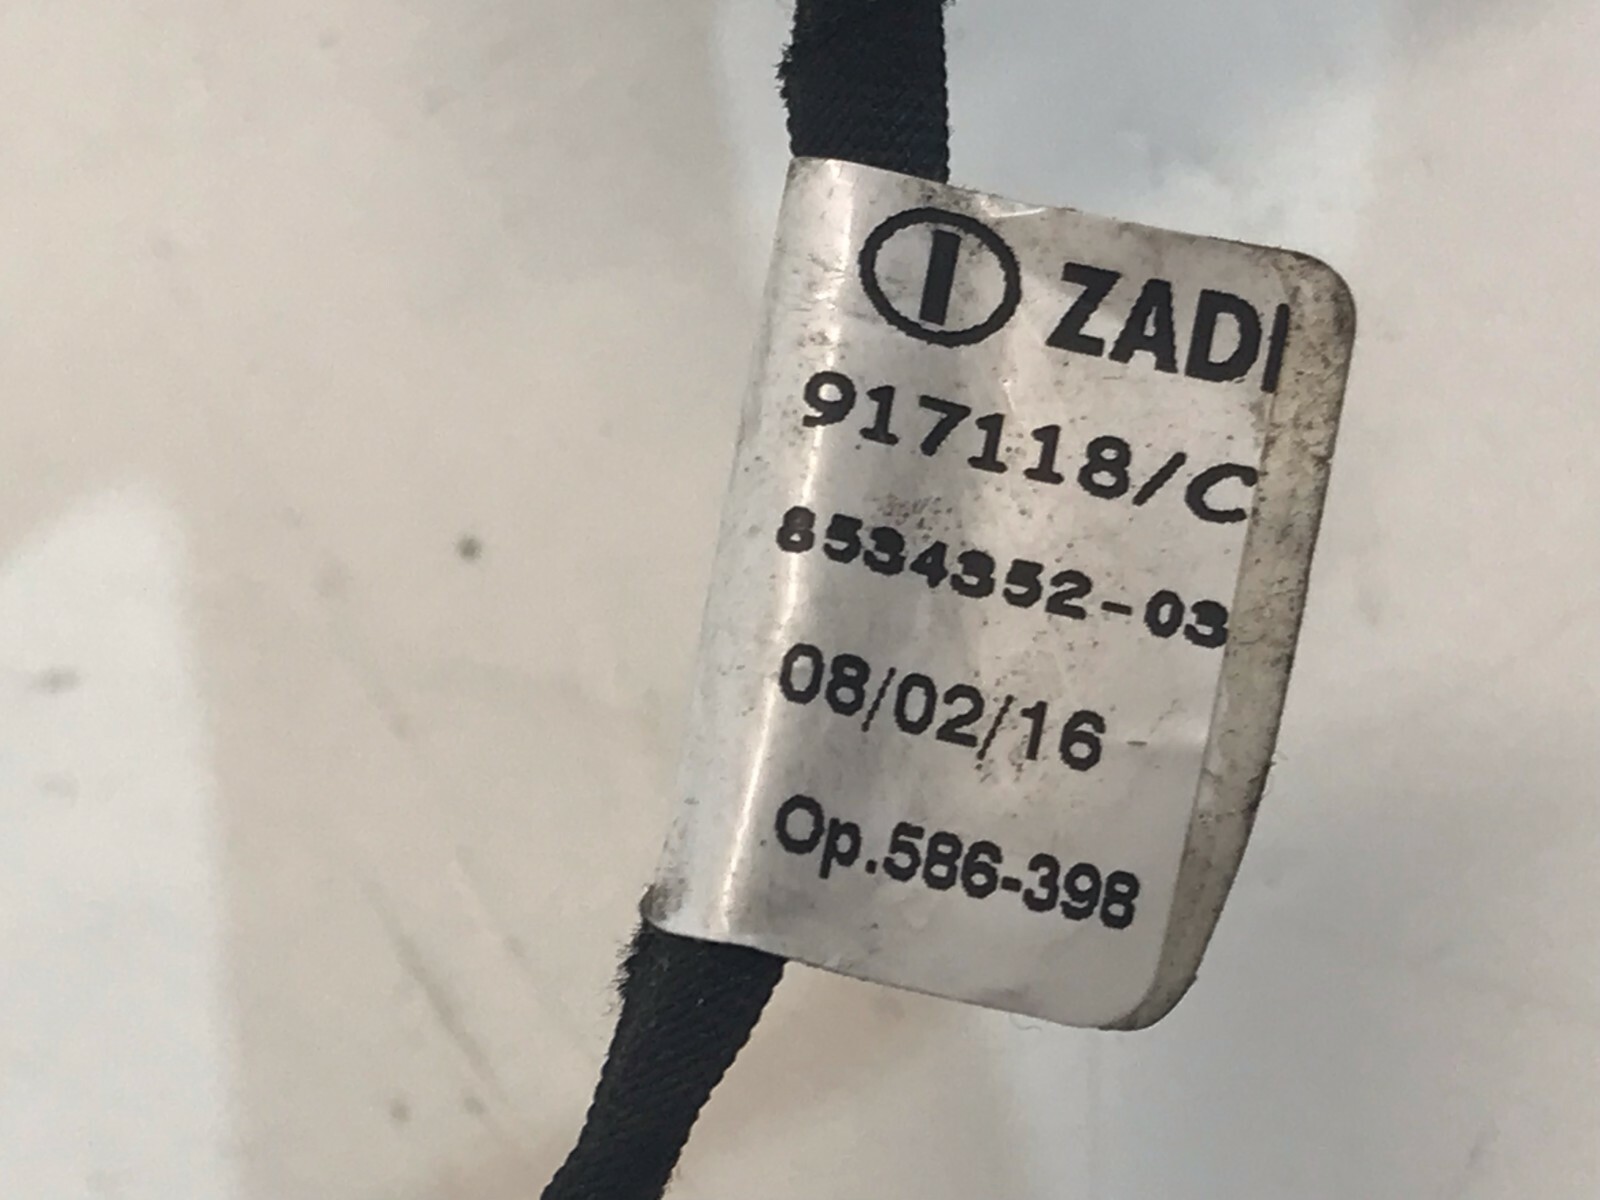 I ZADI
917118/C
8534352-03
08/02/16
Op.586-398